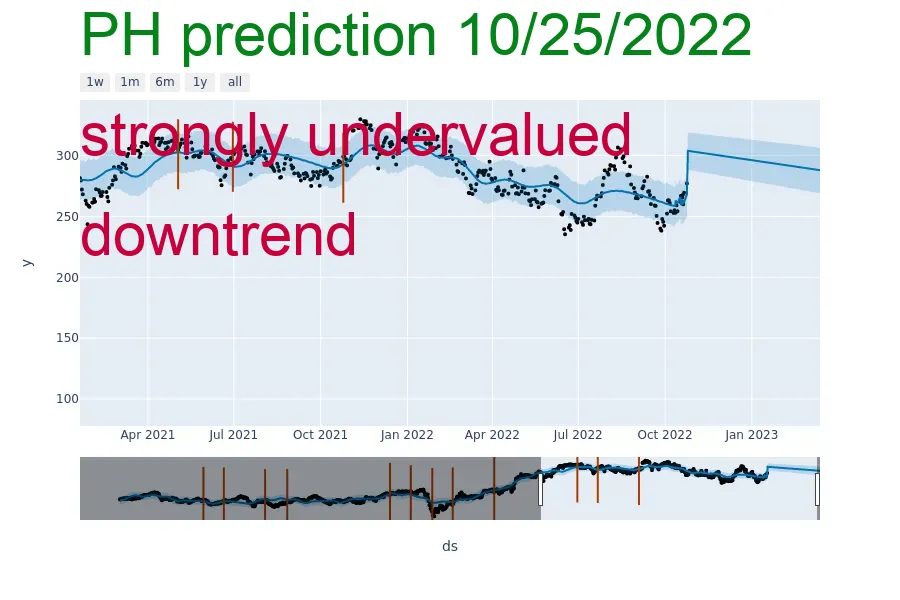 PH prediction 10/25/2022
1w 1m 6m 1y all
strongly undervalued
downtrend
300
250
200
150
100
y
Apr 2021 Jul 2021 Oct 2021 Jan 2022 Apr 2022 Jul 2022 Oct 2022 Jan 2023
ds